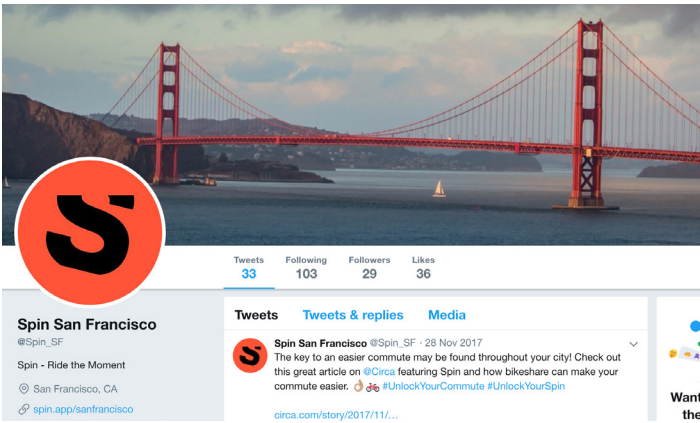 Tweets Following Followers Likes
33 103 29 36
Spin San Francisco
@Spin_SF
Spin - Ride the Moment
San Francisco, CA
spin.app/sanfrancisco
Tweets Tweets & replies Media
Spin San Francisco @Spin_SF · 28 Nov 2017
The key to an easier commute may be found throughout your city! Check out
this great article on @Circa featuring Spin and how bikeshare can make your
commute easier. 👌🏼🚲 #UnlockYourCommute #UnlockYourSpin
circa.com/story/2017/11/…
Want
the